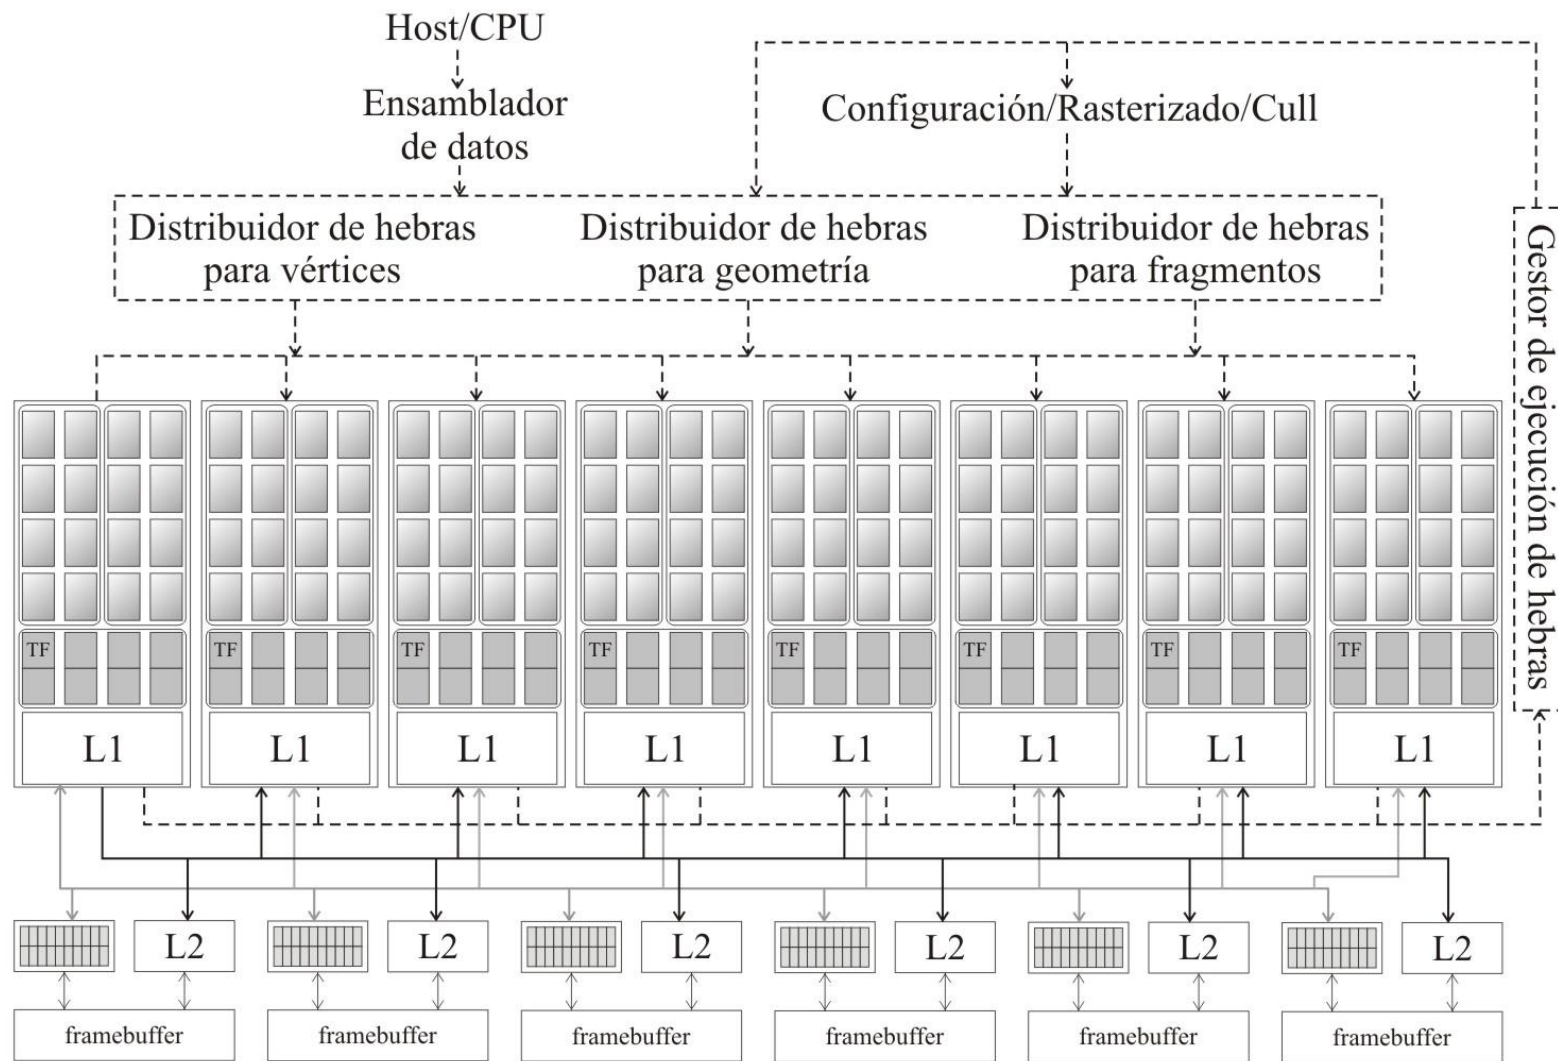 Host/CPU
Ensamblador
de datos
Configuración/Rasterizado/Cull
Distribuidor de hebras
para vértices
Distribuidor de hebras
para geometría
Distribuidor de hebras
para fragmentos
Gestor de ejecución de hebras
TF
TF
TF
TF
TF
TF
TF
TF
L1
L1
L1
L1
L1
L1
L1
L1
L2
L2
L2
L2
L2
L2
framebuffer
framebuffer
framebuffer
framebuffer
framebuffer
framebuffer